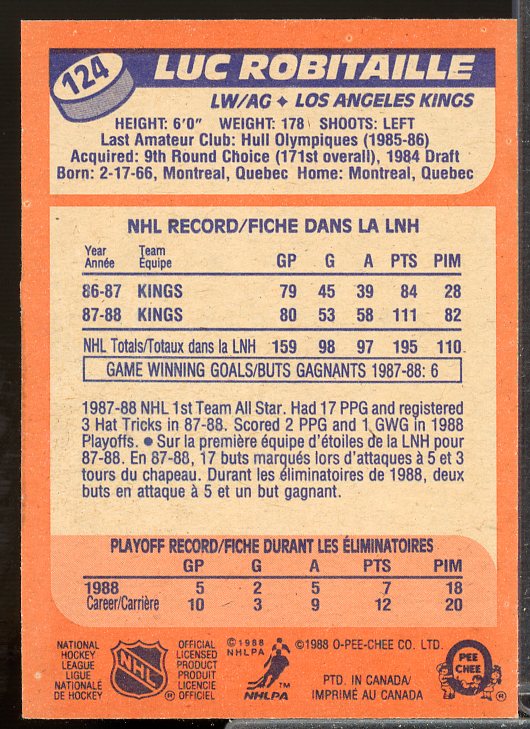 124
LUC ROBITAILLE
LW/AG ♦ LOS ANGELES KINGS
HEIGHT: 6'0" WEIGHT: 178 SHOOTS: LEFT
Last Amateur Club: Hull Olympiques (1985-86)
Acquired: 9th Round Choice (171st overall), 1984 Draft
Born: 2-17-66, Montreal, Quebec Home: Montreal, Quebec
NHL RECORD/FICHE DANS LA LNH
Year Team
Année Équipe GP G A PTS PIM
86-87 KINGS 79 45 39 84 28
87-88 KINGS 80 53 58 111 82
NHL Totals/Totaux dans la LNH 159 98 97 195 110
GAME WINNING GOALS/BUTS GAGNANTS 1987-88: 6
1987-88 NHL 1st Team All Star. Had 17 PPG and registered
3 Hat Tricks in 87-88. Scored 2 PPG and 1 GWG in 1988
Playoffs. ● Sur la première équipe d'étoiles de la LNH pour
87-88. En 87-88, 17 buts marqués lors d'attaques à 5 et 3
tours du chapeau. Durant les éliminatoires de 1988, deux
buts en attaque à 5 et un but gagnant.
PLAYOFF RECORD/FICHE DURANT LES ÉLIMINATOIRES
GP G A PTS PIM
1988 5 2 5 7 18
Career/Carrière 10 3 9 12 20
NATIONAL
HOCKEY
LEAGUE
LIGUE
NATIONALE
DE HOCKEY
NHL
®
OFFICIAL
LICENSED
PRODUCT
PRODUIT
LICENCIE
OFFICIEL
©1988
NHLPA
NHLPA
™
©1988 O-PEE-CHEE CO. LTD.
PTD. IN CANADA/
IMPRIMÉ AU CANADA
O
PEE
CHEE
®